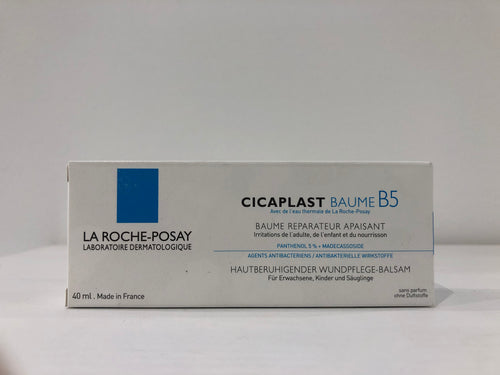 LA ROCHE-POSAY
LABORATOIRE DERMATOLOGIQUE
40 ml . Made in France
CICAPLAST BAUME B5
Avec de l'eau thermale de La Roche-Posay
BAUME REPARATEUR APAISANT
Irritations de l'adulte, de l'enfant et du nourrisson
PANTHENOL 5% + MADECASSOSIDE
AGENTS ANTIBACTERIENS / ANTIBAKTERIELLE WIRKSTOFFE
HAUTBERUHIGENDER WUNDPFLEGE-BALSAM
Für Erwachsene, Kinder und Säuglinge
sans parfum
ohne Duftstoffe